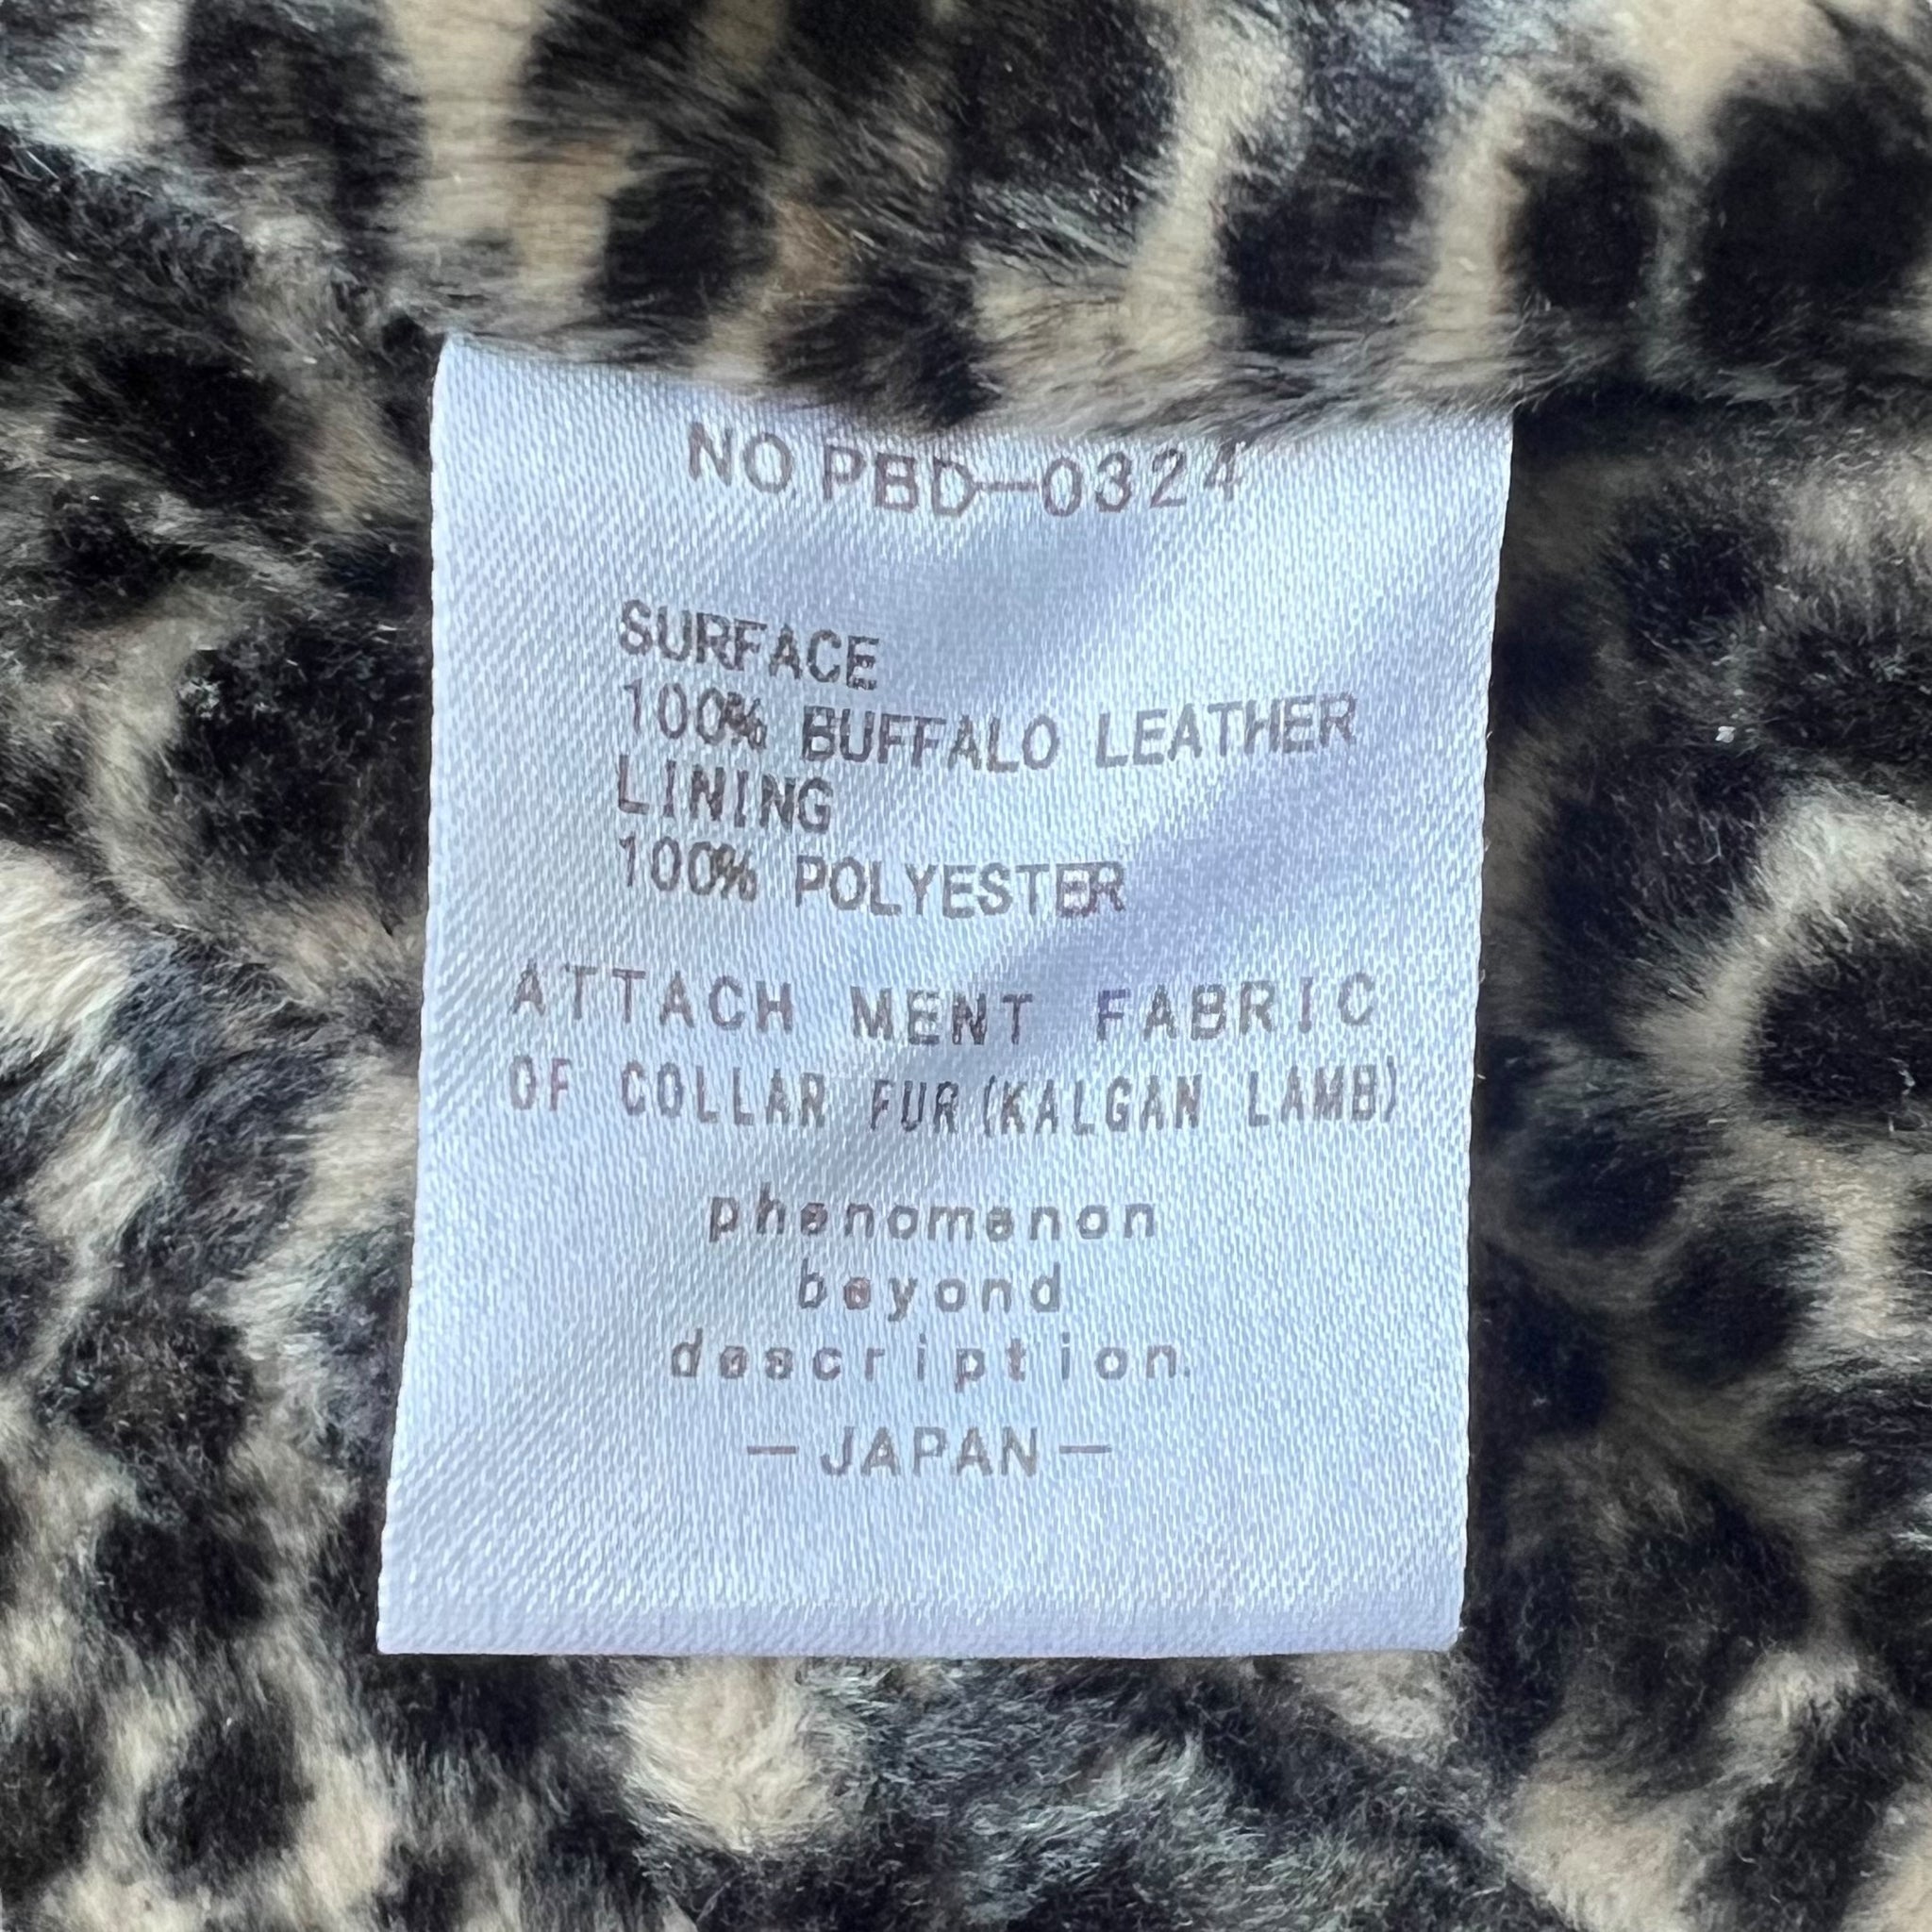 NO PBD-0324
SURFACE
100% BUFFALO LEATHER
LINING
100% POLYESTER
ATTACH MENT FABRIC
OF COLLAR FUR (KALGAN LAMB)
phenomenon
beyond
description.
- JAPAN -